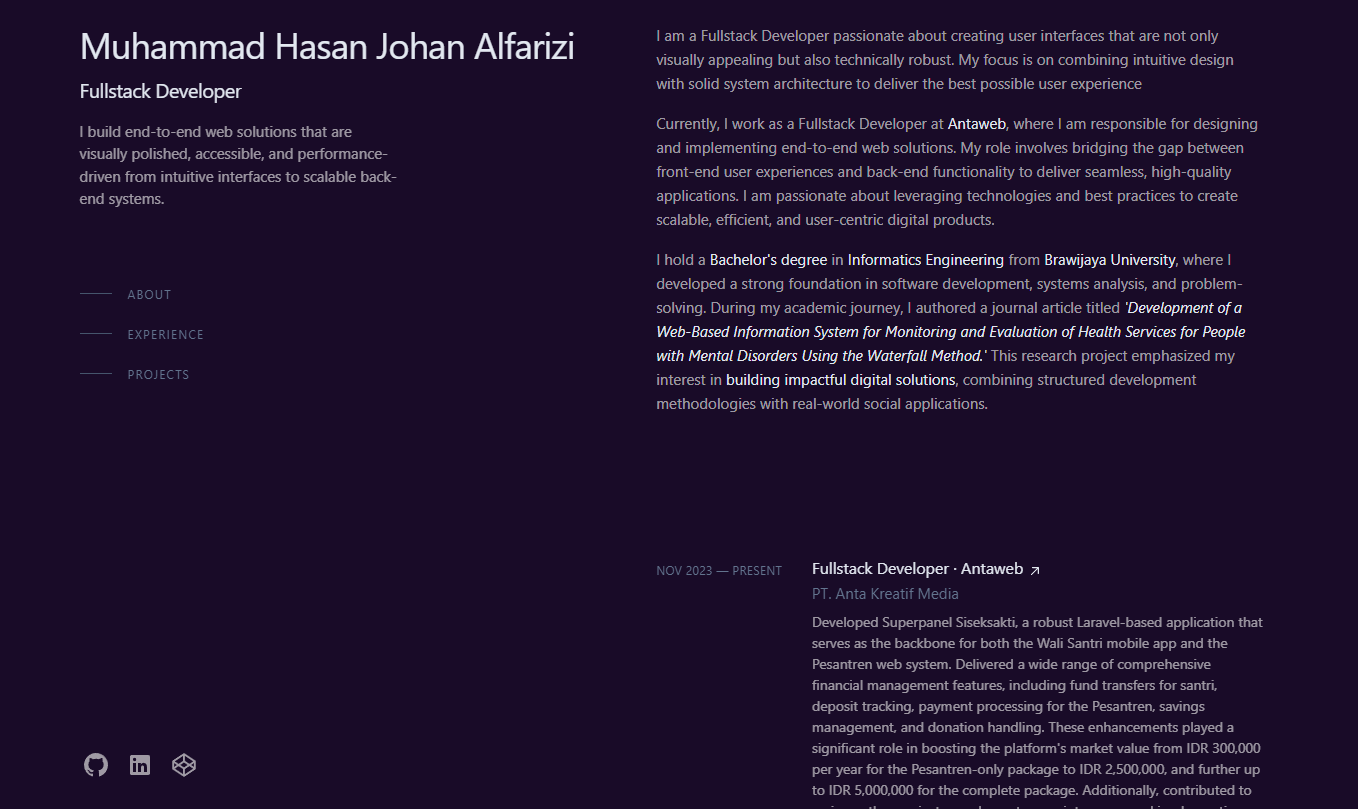 Muhammad Hasan Johan Alfarizi
Fullstack Developer
I build end-to-end web solutions that are
visually polished, accessible, and performance-
driven from intuitive interfaces to scalable back-
end systems.
ABOUT
EXPERIENCE
PROJECTS
I am a Fullstack Developer passionate about creating user interfaces that are not only
visually appealing but also technically robust. My focus is on combining intuitive design
with solid system architecture to deliver the best possible user experience
Currently, I work as a Fullstack Developer at Antaweb, where I am responsible for designing
and implementing end-to-end web solutions. My role involves bridging the gap between
front-end user experiences and back-end functionality to deliver seamless, high-quality
applications. I am passionate about leveraging technologies and best practices to create
scalable, efficient, and user-centric digital products.
I hold a Bachelor's degree in Informatics Engineering from Brawijaya University, where I
developed a strong foundation in software development, systems analysis, and problem-
solving. During my academic journey, I authored a journal article titled 'Development of a
Web-Based Information System for Monitoring and Evaluation of Health Services for People
with Mental Disorders Using the Waterfall Method.' This research project emphasized my
interest in building impactful digital solutions, combining structured development
methodologies with real-world social applications.
NOV 2023 — PRESENT
Fullstack Developer · Antaweb
PT. Anta Kreatif Media
Developed Superpanel Siseksakti, a robust Laravel-based application that
serves as the backbone for both the Wali Santri mobile app and the
Pesantren web system. Delivered a wide range of comprehensive
financial management features, including fund transfers for santri,
deposit tracking, payment processing for the Pesantren, savings
management, and donation handling. These enhancements played a
significant role in boosting the platform's market value from IDR 300,000
per year for the Pesantren-only package to IDR 2,500,000, and further up
to IDR 5,000,000 for the complete package. Additionally, contributed to